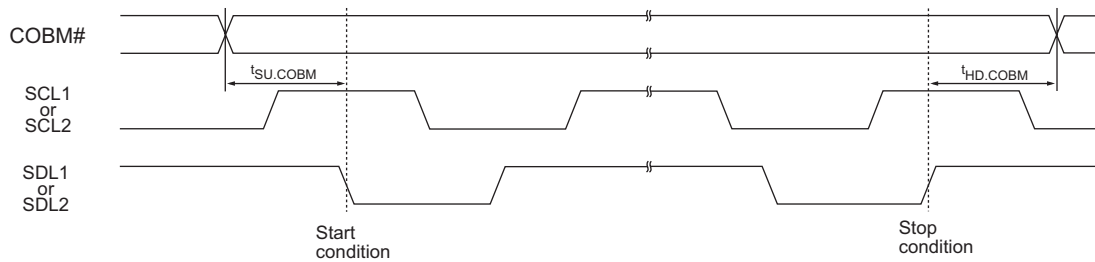 COBM#
tSU.COBM
tHD.COBM
SCL1
or
SCL2
SDL1
or
SDL2
Start
condition
Stop
condition